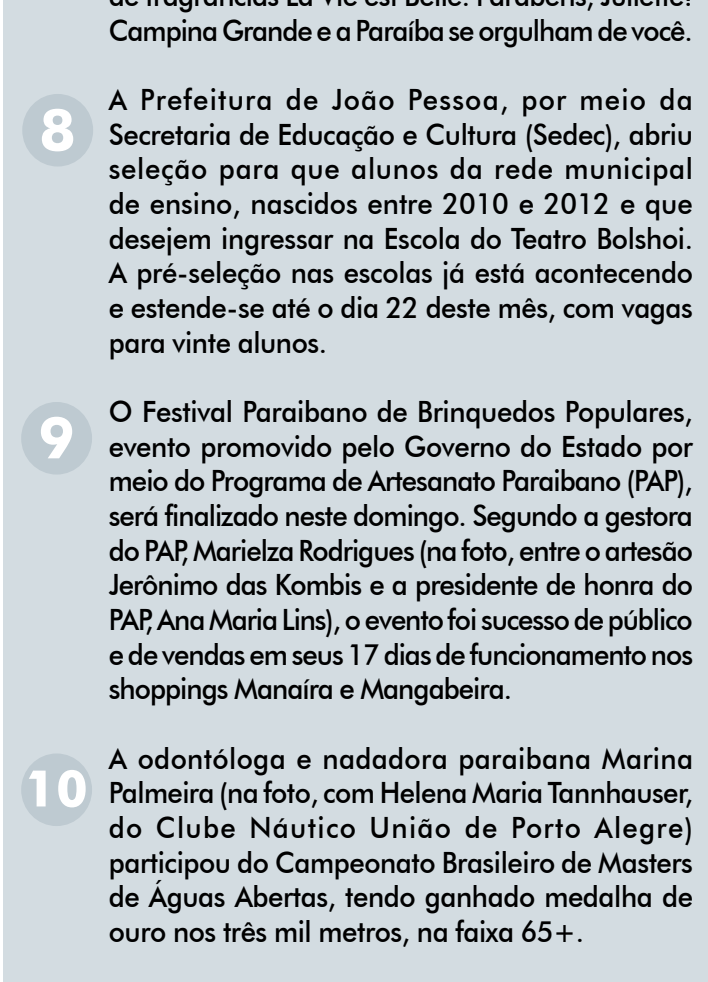 de fragrâncias La Vie est Belle. Parabéns, Juliette!
Campina Grande e a Paraíba se orgulham de você.
8
A Prefeitura de João Pessoa, por meio da
Secretaria de Educação e Cultura (Sedec), abriu
seleção para que alunos da rede municipal
de ensino, nascidos entre 2010 e 2012 e que
desejem ingressar na Escola do Teatro Bolshoi.
A pré-seleção nas escolas já está acontecendo
e estende-se até o dia 22 deste mês, com vagas
para vinte alunos.
9
O Festival Paraibano de Brinquedos Populares,
evento promovido pelo Governo do Estado por
meio do Programa de Artesanato Paraibano (PAP),
será finalizado neste domingo. Segundo a gestora
do PAP, Marielza Rodrigues (na foto, entre o artesão
Jerônimo das Kombis e a presidente de honra do
PAP, Ana Maria Lins), o evento foi sucesso de público
e de vendas em seus 17 dias de funcionamento nos
shoppings Manaíra e Mangabeira.
10
A odontóloga e nadadora paraibana Marina
Palmeira (na foto, com Helena Maria Tannhauser,
do Clube Náutico União de Porto Alegre)
participou do Campeonato Brasileiro de Masters
de Águas Abertas, tendo ganhado medalha de
ouro nos três mil metros, na faixa 65+.